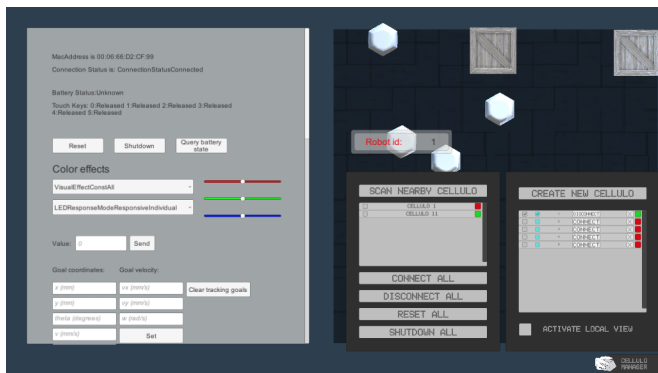 MacAddress is 00:06:66:D2:CF:99
Connection Status is: ConnectionStatusConnected
Battery Status:Unknown
Touch Keys: 0:Released 1:Released 2:Released 3:Released
4:Released 5:Released
Reset
Shutdown
Query battery
state
Color effects
VisualEffectConstAll
LEDResponseModeResponsiveIndividual
Value:
0
Send
Goal coordinates:
Goal velocity:
x (mm)
vx (mm/s)
Clear tracking goals
y (mm)
vy (mm/s)
theta (degrees)
w (rad/s)
v (mm/s)
Set
Robot id:
1
SCAN NEARBY CELLULO
CELLULO 1
CELLULO 11
CONNECT ALL
DISCONNECT ALL
RESET ALL
SHUTDOWN ALL
CREATE NEW CELLULO
DISCONNECT
CONNECT
CONNECT
CONNECT
CONNECT
ACTIVATE LOCAL VIEW
CELLULO
MANAGER